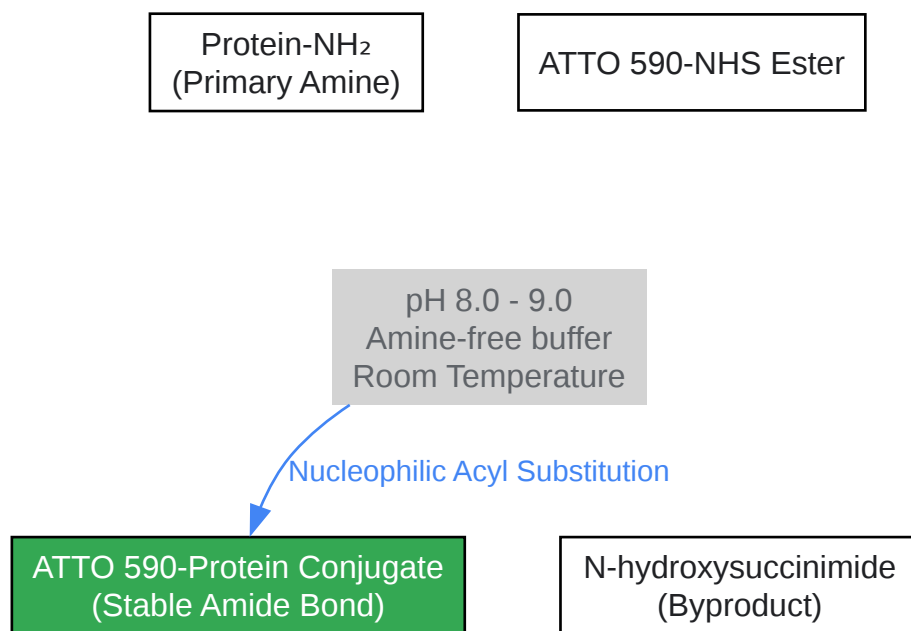 Protein-NH₂
(Primary Amine)
ATTO 590-NHS Ester
pH 8.0 - 9.0
Amine-free buffer
Room Temperature
Nucleophilic Acyl Substitution
ATTO 590-Protein Conjugate
(Stable Amide Bond)
N-hydroxysuccinimide
(Byproduct)